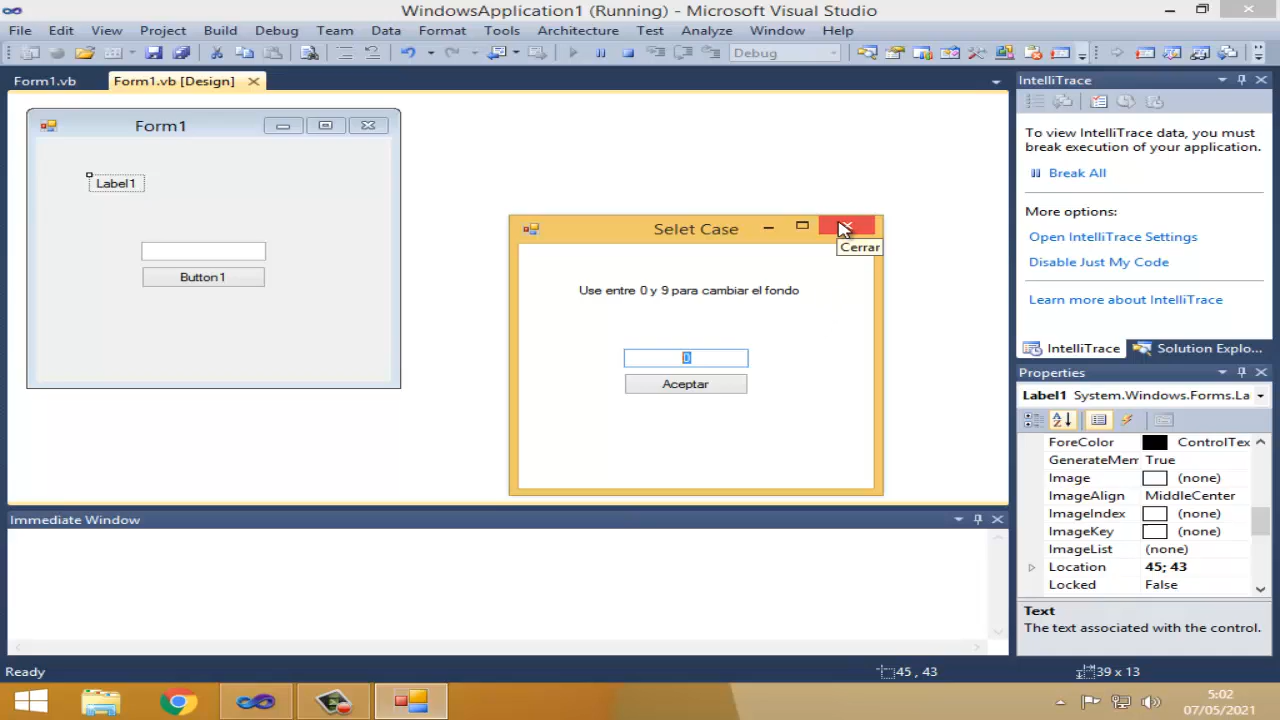 WindowsApplication1 (Running) - Microsoft Visual Studio
File Edit View Project Build Debug Team Data Format Tools Architecture Test Analyze Window Help
Debug
Form1.vb Form1.vb [Design]
Form1
Label1
Button1
Selet Case
Cerrar
Use entre 0 y 9 para cambiar el fondo
0
Aceptar
IntelliTrace
To view IntelliTrace data, you must
break execution of your application.
Break All
More options:
Open IntelliTrace Settings
Disable Just My Code
Learn more about IntelliTrace
IntelliTrace Solution Explo...
Properties
Label1 System.Windows.Forms.La
ForeColor ControlTex
GenerateMem True
Image (none)
ImageAlign MiddleCenter
ImageIndex (none)
ImageKey (none)
ImageList (none)
Location 45; 43
Locked False
Text
The text associated with the control.
Immediate Window
Ready 45 , 43 39 x 13
5:02
07/05/2021